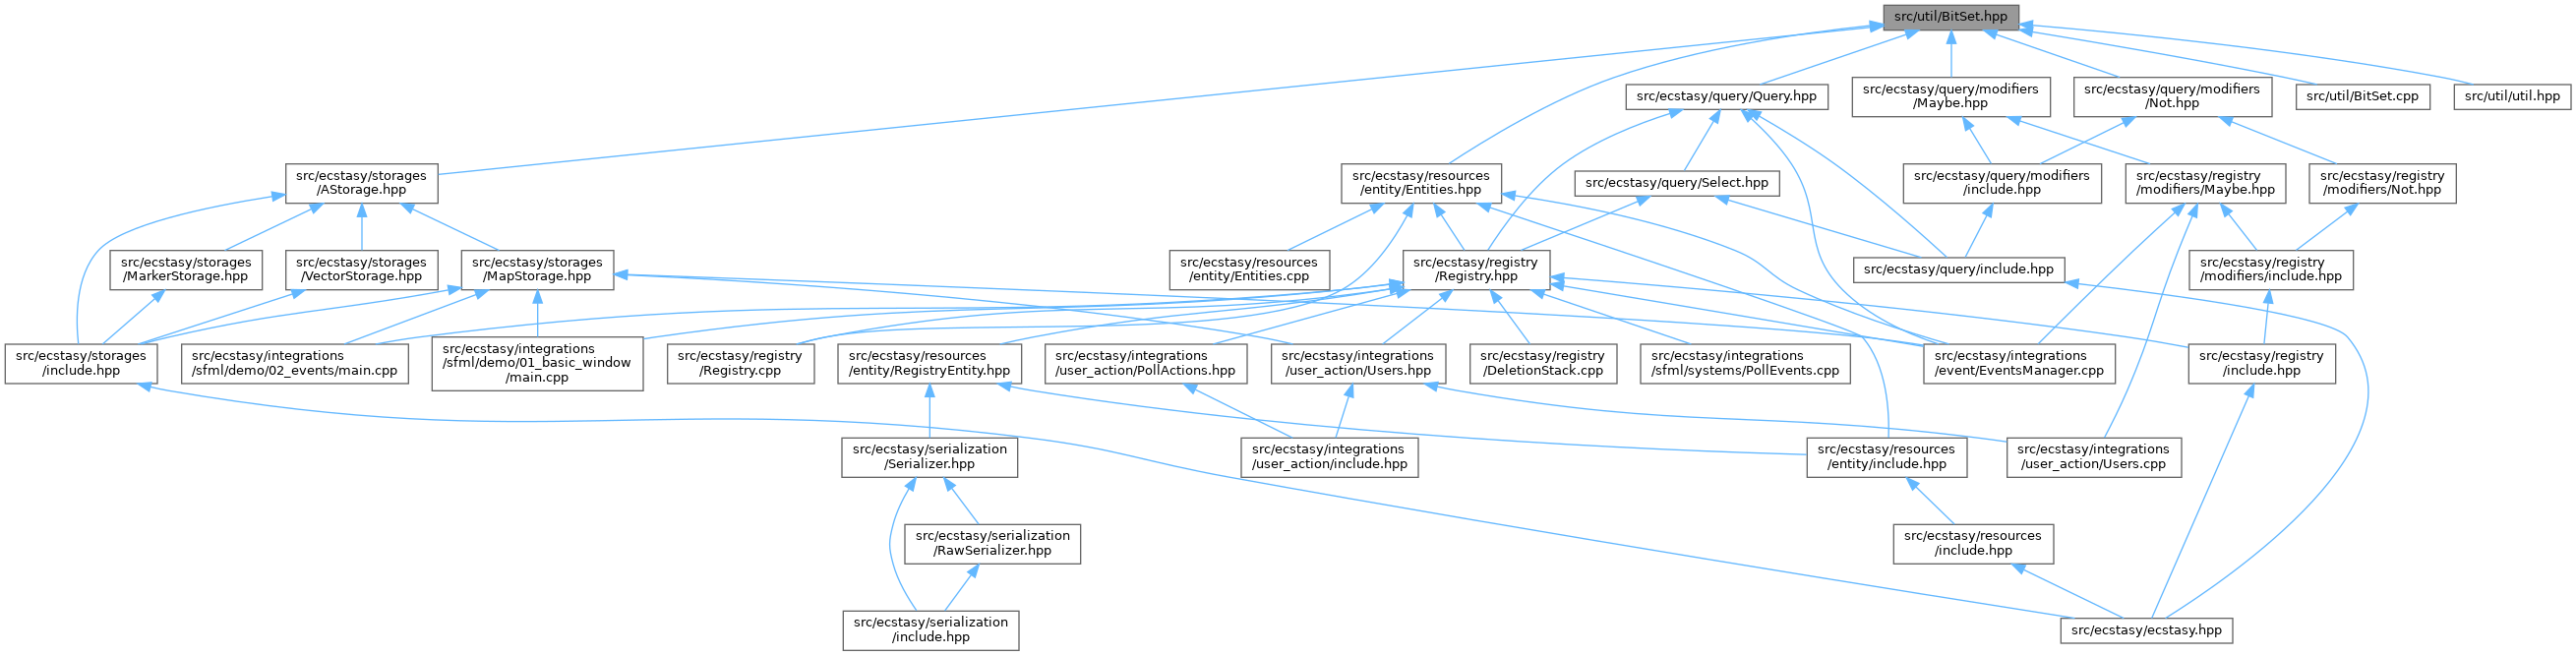 src/util/BitSet.hpp
src/ecstasy/query/Query.hpp
src/ecstasy/query/modifiers
/Maybe.hpp
src/ecstasy/query/modifiers
/Not.hpp
src/util/BitSet.cpp
src/util/util.hpp
src/ecstasy/storages
/AStorage.hpp
src/ecstasy/resources
entity/Entities.hpp
src/ecstasy/query/Select.hpp
src/ecstasy/query/modifiers
/include.hpp
src/ecstasy/registry
/modifiers/Maybe.hpp
src/ecstasy/registry
/modifiers/Not.hpp
src/ecstasy/storages
/MarkerStorage.hpp
src/ecstasy/storages
/VectorStorage.hpp
src/ecstasy/storages
/MapStorage.hpp
src/ecstasy/resources
entity/Entities.cpp
src/ecstasy/registry
/Registry.hpp
src/ecstasy/query/include.hpp
src/ecstasy/registry
/modifiers/include.hpp
src/ecstasy/storages
/include.hpp
src/ecstasy/integrations
/sfml/demo/02_events/main.cpp
src/ecstasy/integrations
/sfml/demo/01_basic_window
/main.cpp
src/ecstasy/registry
/Registry.cpp
src/ecstasy/resources
entity/RegistryEntity.hpp
src/ecstasy/integrations
/user_action/PollActions.hpp
src/ecstasy/integrations
/user_action/Users.hpp
src/ecstasy/registry
/DeletionStack.cpp
src/ecstasy/integrations
/sfml/systems/PollEvents.cpp
src/ecstasy/integrations
/event/EventsManager.cpp
src/ecstasy/registry
/include.hpp
src/ecstasy/serialization
/Serializer.hpp
src/ecstasy/integrations
/user_action/include.hpp
src/ecstasy/resources
/entity/include.hpp
src/ecstasy/integrations
/user_action/Users.cpp
src/ecstasy/serialization
/RawSerializer.hpp
src/ecstasy/resources
/include.hpp
src/ecstasy/serialization
/include.hpp
src/ecstasy/ecstasy.hpp